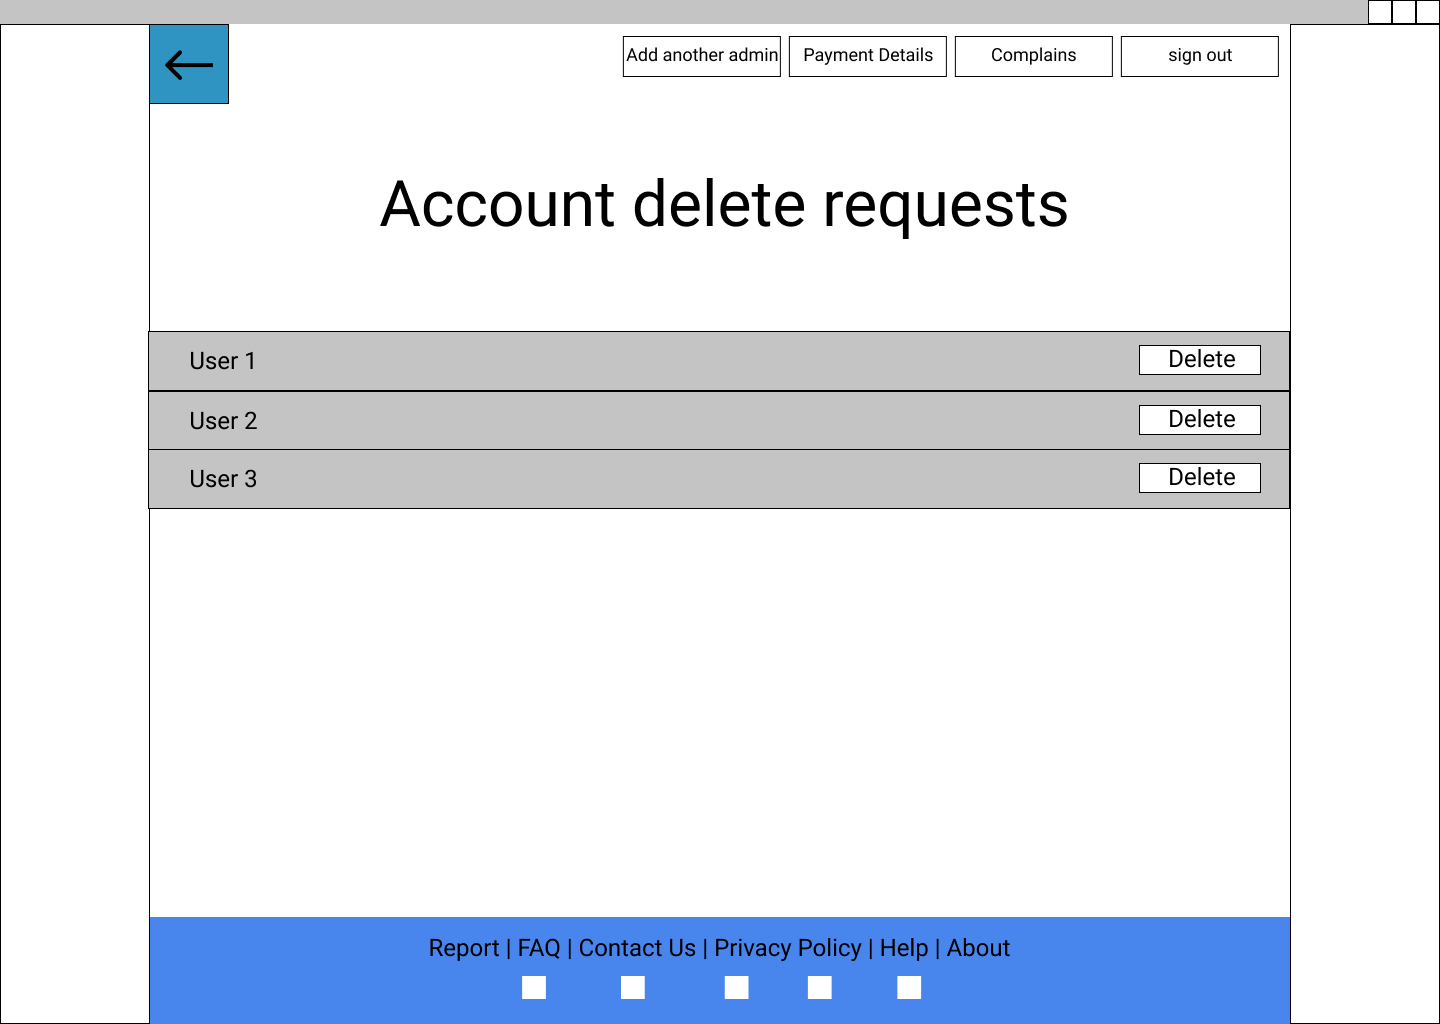 Add another admin
Payment Details
Complains
sign out
Account delete requests
User 1
Delete
User 2
Delete
User 3
Delete
Report | FAQ | Contact Us | Privacy Policy | Help | About